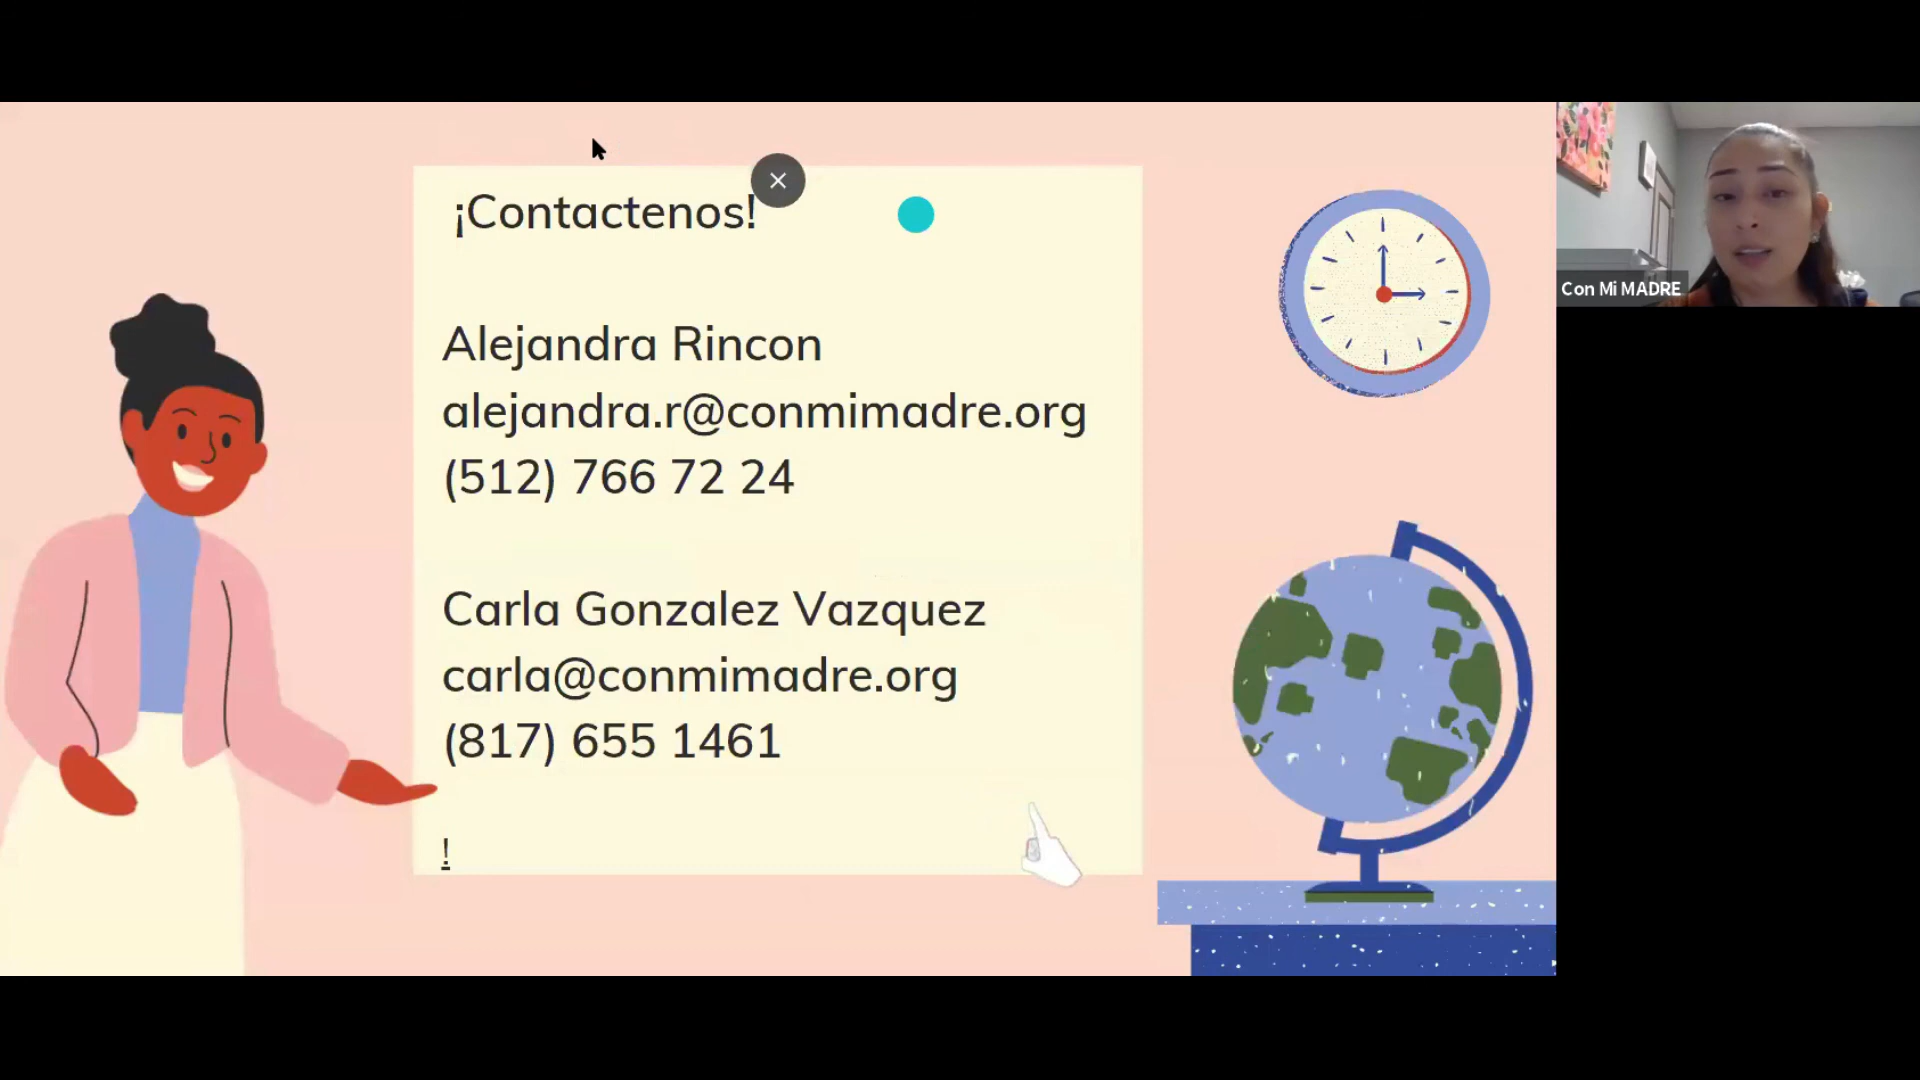 ¡Contactenos!
Alejandra Rincon
alejandra.r@conmimadre.org
(512) 766 72 24
Carla Gonzalez Vazquez
carla@conmimadre.org
(817) 655 1461
!
Con Mi MADRE